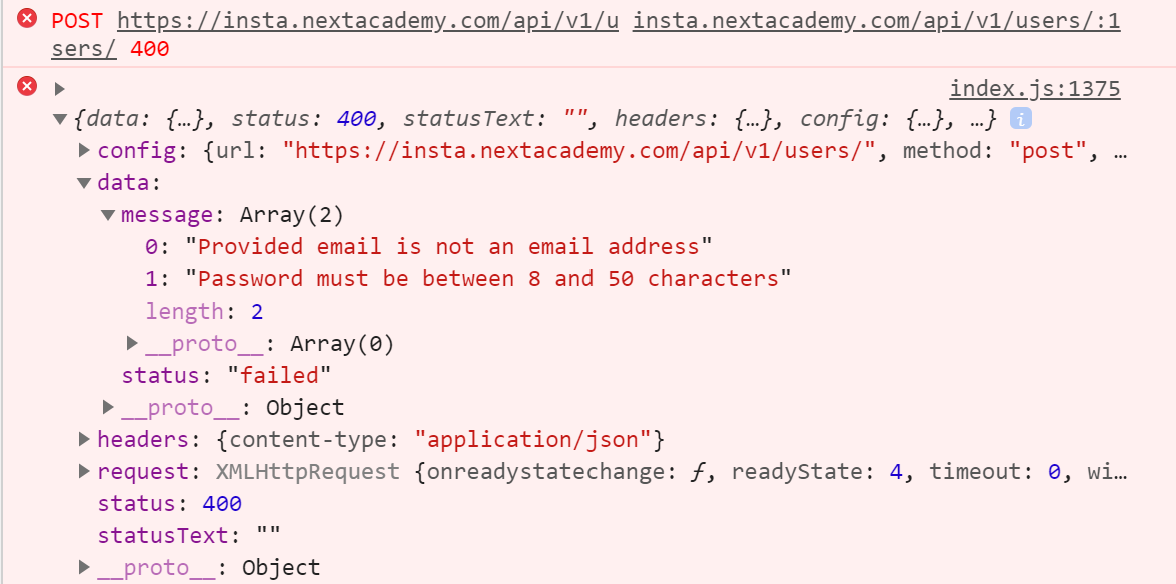 POST https://insta.nextacademy.com/api/v1/u insta.nextacademy.com/api/v1/users/:1
sers/ 400
index.js:1375
{data: {…}, status: 400, statusText: "", headers: {…}, config: {…}, …} i
config: {url: "https://insta.nextacademy.com/api/v1/users/", method: "post", …
data:
message: Array(2)
0: "Provided email is not an email address"
1: "Password must be between 8 and 50 characters"
length: 2
__proto__: Array(0)
status: "failed"
__proto__: Object
headers: {content-type: "application/json"}
request: XMLHttpRequest {onreadystatechange: ƒ, readyState: 4, timeout: 0, wi…
status: 400
statusText: ""
__proto__: Object